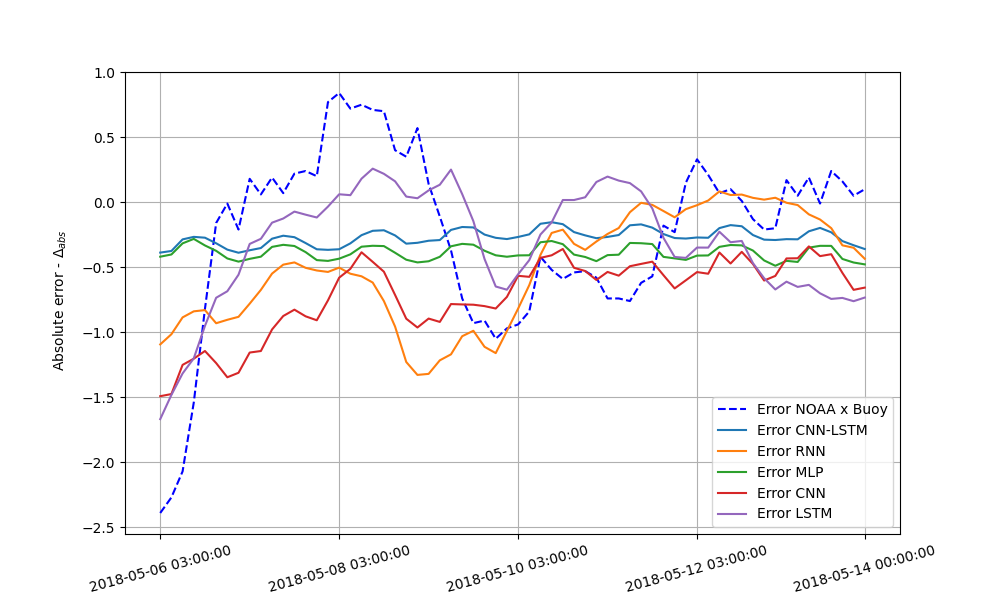 1.0
0.5
0.0
−0.5
−1.0
−1.5
−2.0
−2.5
Absolute error - Δabs
2018-05-06 03:00:00
2018-05-08 03:00:00
2018-05-10 03:00:00
2018-05-12 03:00:00
2018-05-14 00:00:00
Error NOAA x Buoy
Error CNN-LSTM
Error RNN
Error MLP
Error CNN
Error LSTM